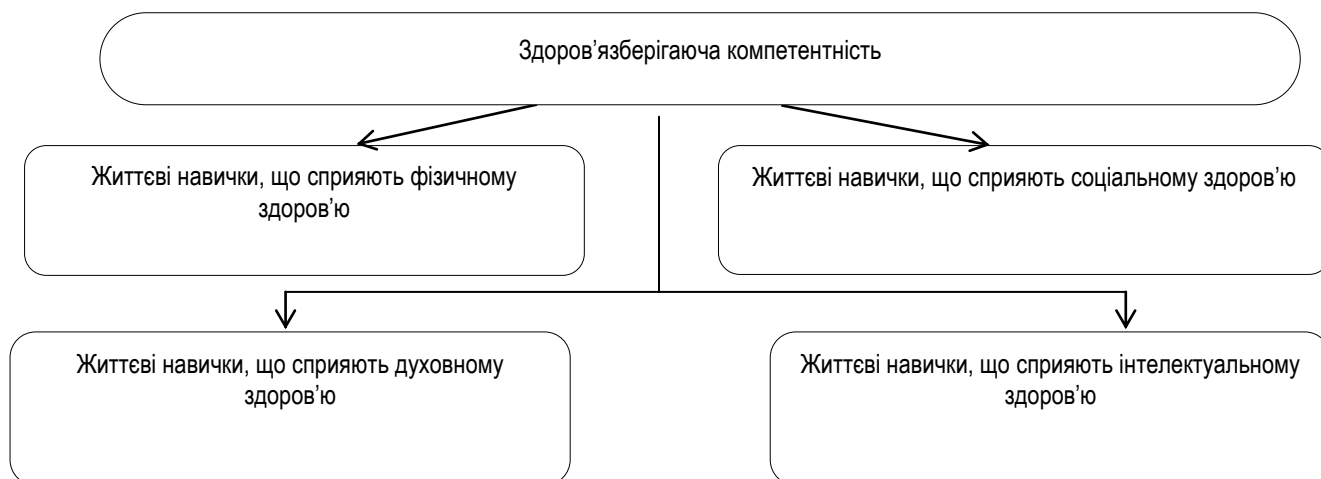 Здоров’язберігаюча компетентність
Життєві навички, що сприяють фізичному
здоров’ю
Життєві навички, що сприяють соціальному здоров’ю
Життєві навички, що сприяють духовному
здоров’ю
Життєві навички, що сприяють інтелектуальному
здоров’ю